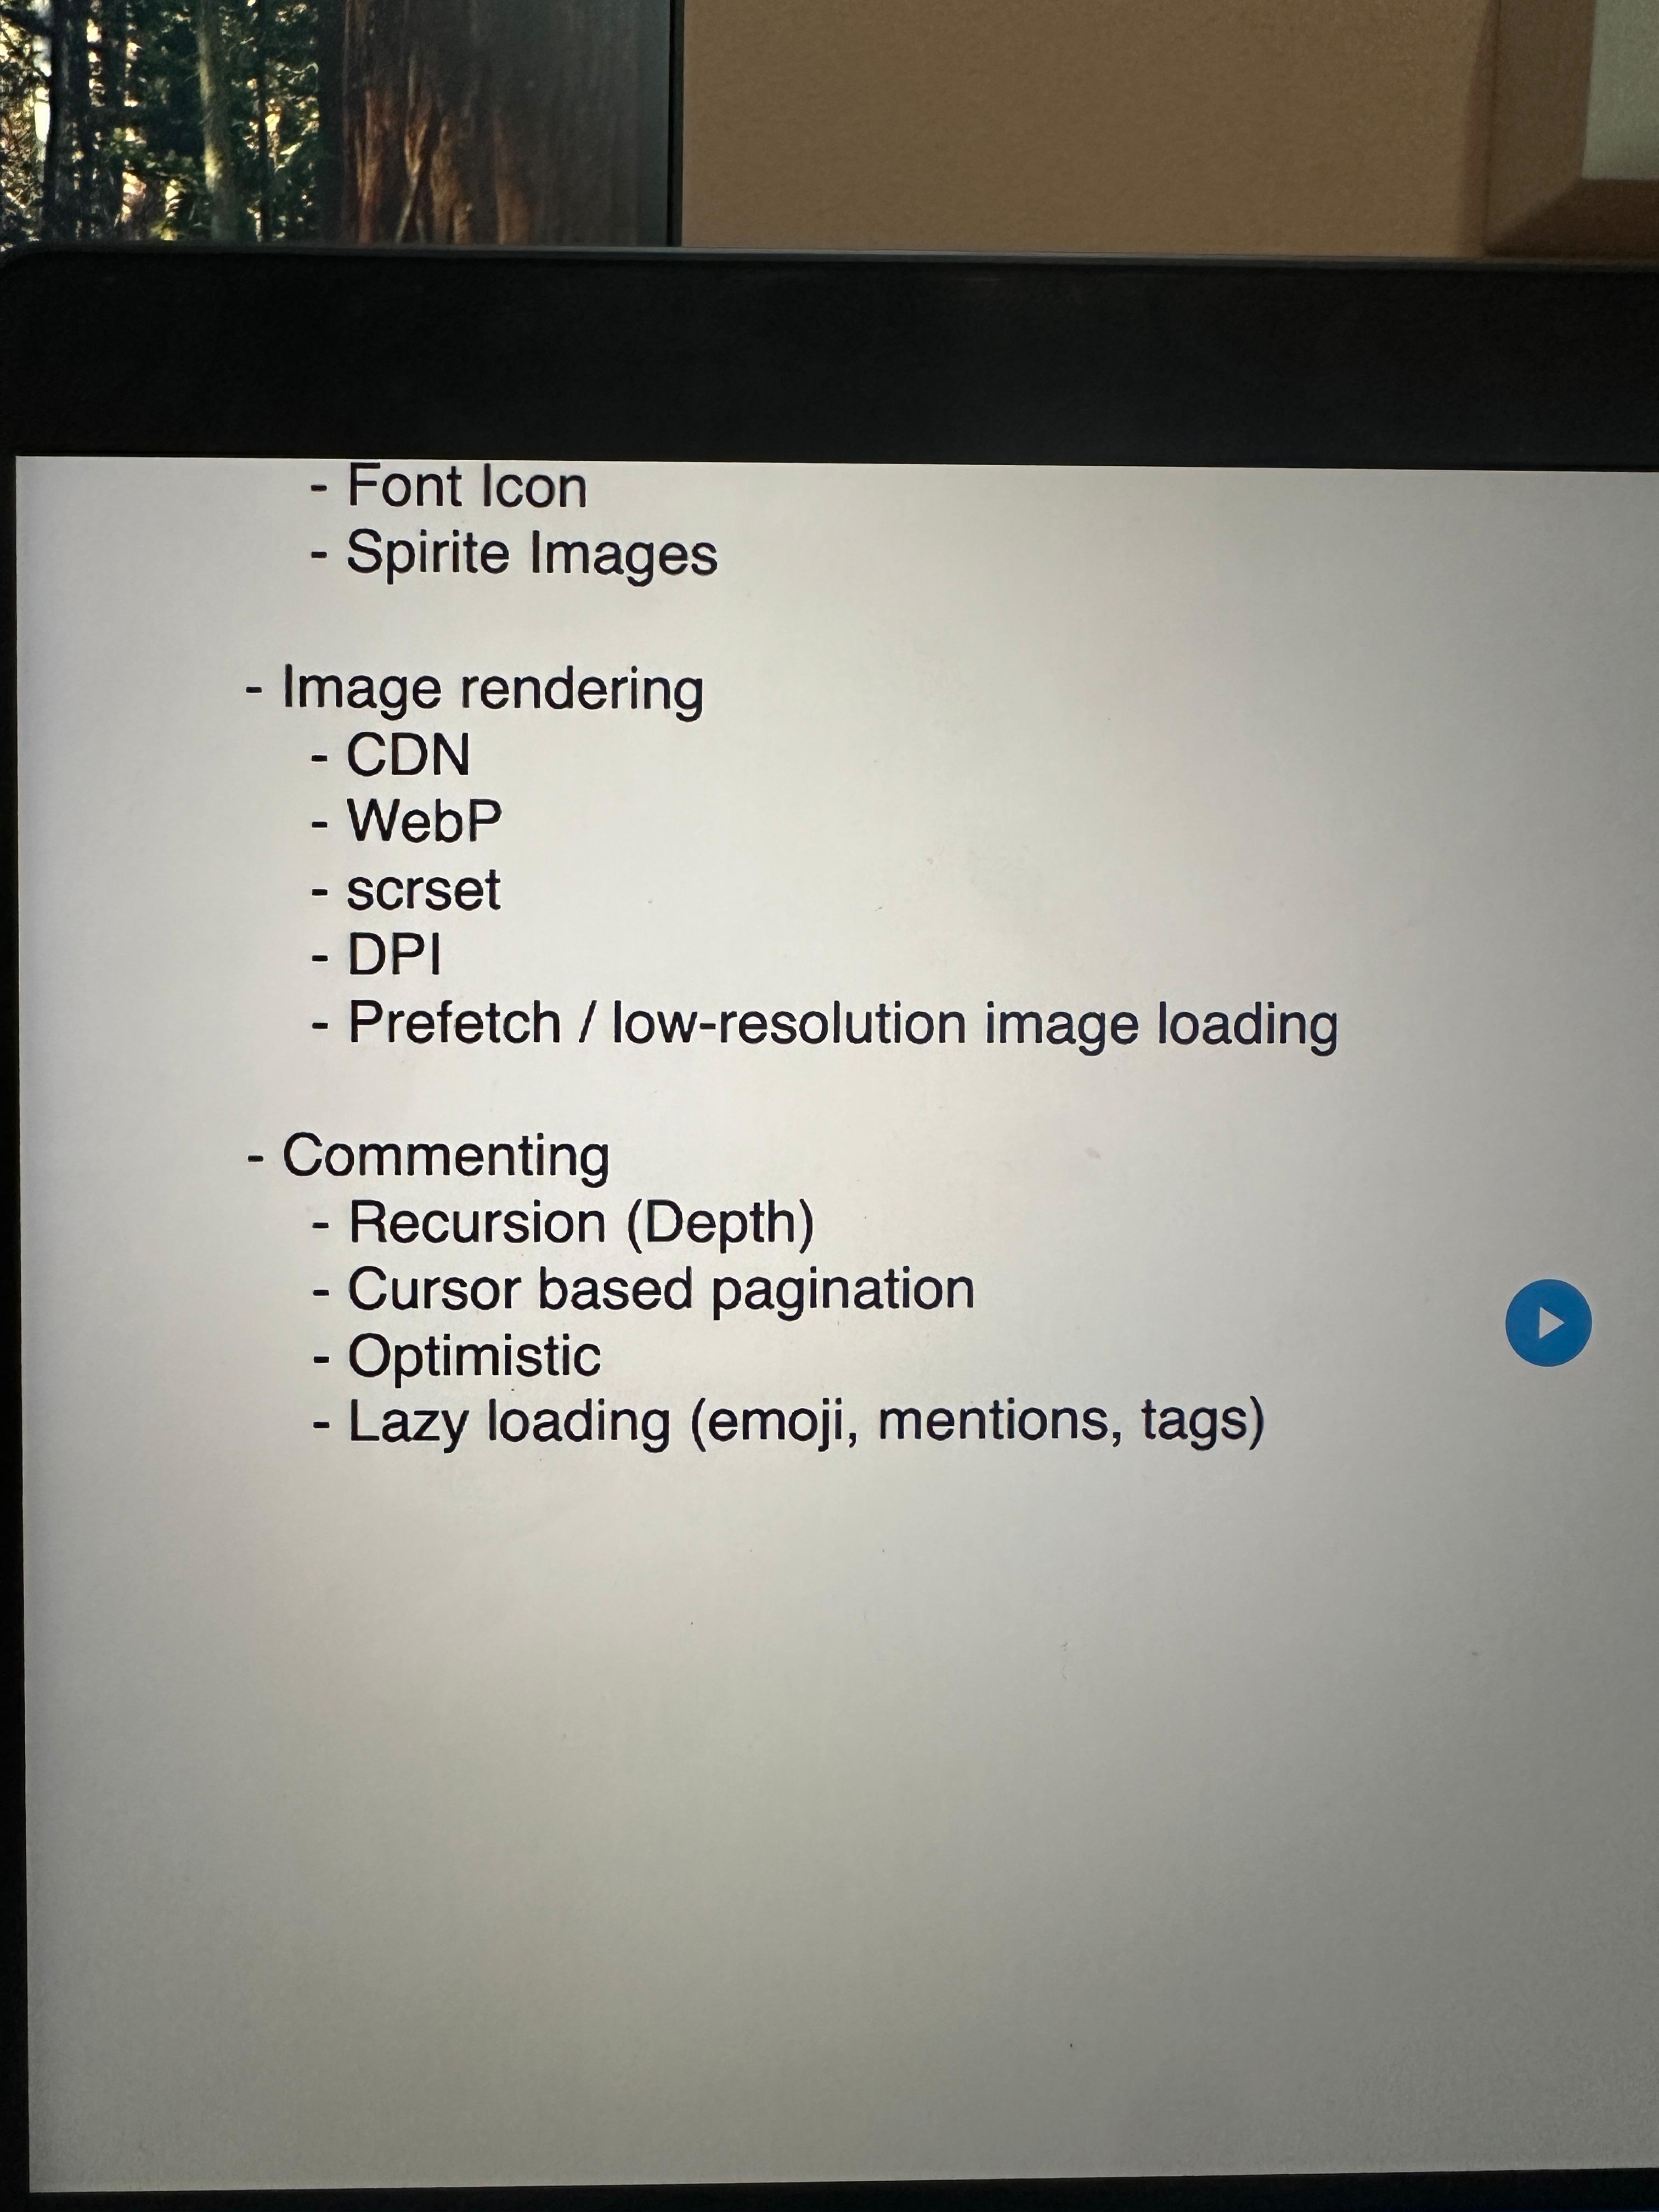 - Font Icon
- Spirite Images
- Image rendering
- CDN
- WebP
- scrset
- DPI
- Prefetch / low-resolution image loading
- Commenting
- Recursion (Depth)
- Cursor based pagination
- Optimistic
- Lazy loading (emoji, mentions, tags)